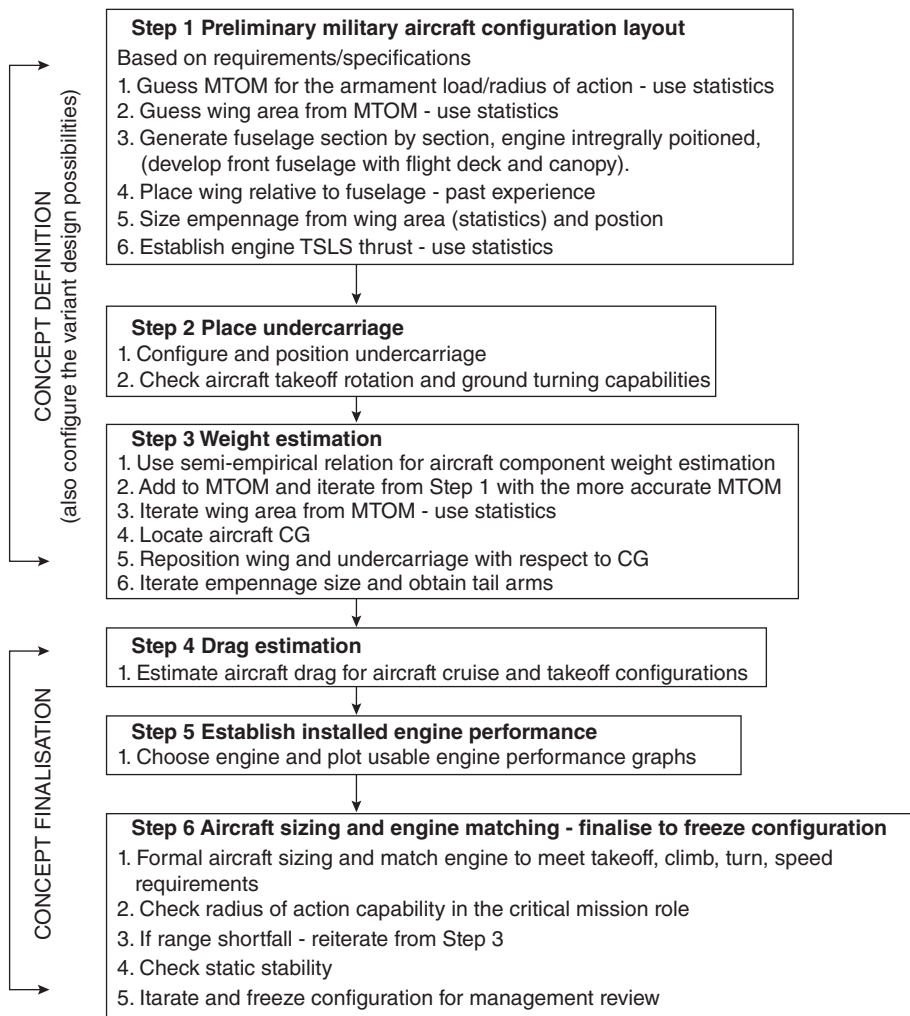 CONCEPT DEFINITION
(also configure the variant design possibilities)
Step 1 Preliminary military aircraft configuration layout
Based on requirements/specifications
1. Guess MTOM for the armament load/radius of action - use statistics
2. Guess wing area from MTOM - use statistics
3. Generate fuselage section by section, engine intregrally poitioned,
(develop front fuselage with flight deck and canopy).
4. Place wing relative to fuselage - past experience
5. Size empennage from wing area (statistics) and postion
6. Establish engine TSLS thrust - use statistics
Step 2 Place undercarriage
1. Configure and position undercarriage
2. Check aircraft takeoff rotation and ground turning capabilities
Step 3 Weight estimation
1. Use semi-empirical relation for aircraft component weight estimation
2. Add to MTOM and iterate from Step 1 with the more accurate MTOM
3. Iterate wing area from MTOM - use statistics
4. Locate aircraft CG
5. Reposition wing and undercarriage with respect to CG
6. Iterate empennage size and obtain tail arms
CONCEPT FINALISATION
Step 4 Drag estimation
1. Estimate aircraft drag for aircraft cruise and takeoff configurations
Step 5 Establish installed engine performance
1. Choose engine and plot usable engine performance graphs
Step 6 Aircraft sizing and engine matching - finalise to freeze configuration
1. Formal aircraft sizing and match engine to meet takeoff, climb, turn, speed
requirements
2. Check radius of action capability in the critical mission role
3. If range shortfall - reiterate from Step 3
4. Check static stability
5. Itarate and freeze configuration for management review